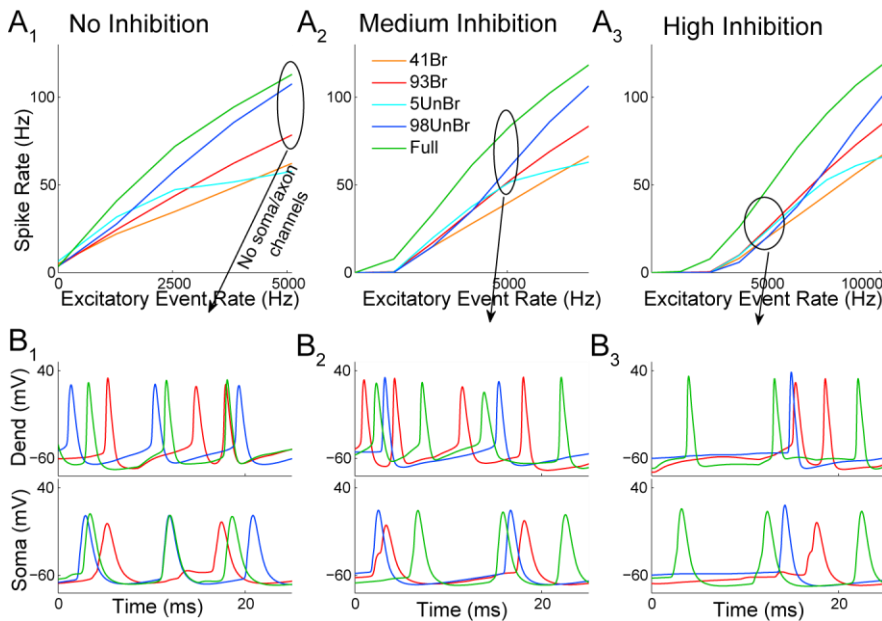 A1 No Inhibition
A2 Medium Inhibition
A3 High Inhibition
Spike Rate (Hz)
100
50
0
0 2500 5000
Excitatory Event Rate (Hz)
No soma/axon
channels
41Br
93Br
5UnBr
98UnBr
Full
100
50
0
5000
Excitatory Event Rate (Hz)
100
50
0
5000 10000
Excitatory Event Rate (Hz)
B1
B2
B3
Dend (mV)
40
−60
40
−60
40
−60
Soma (mV)
40
−60
40
−60
40
−60
0 20
Time (ms)
0 20
Time (ms)
0 20
Time (ms)